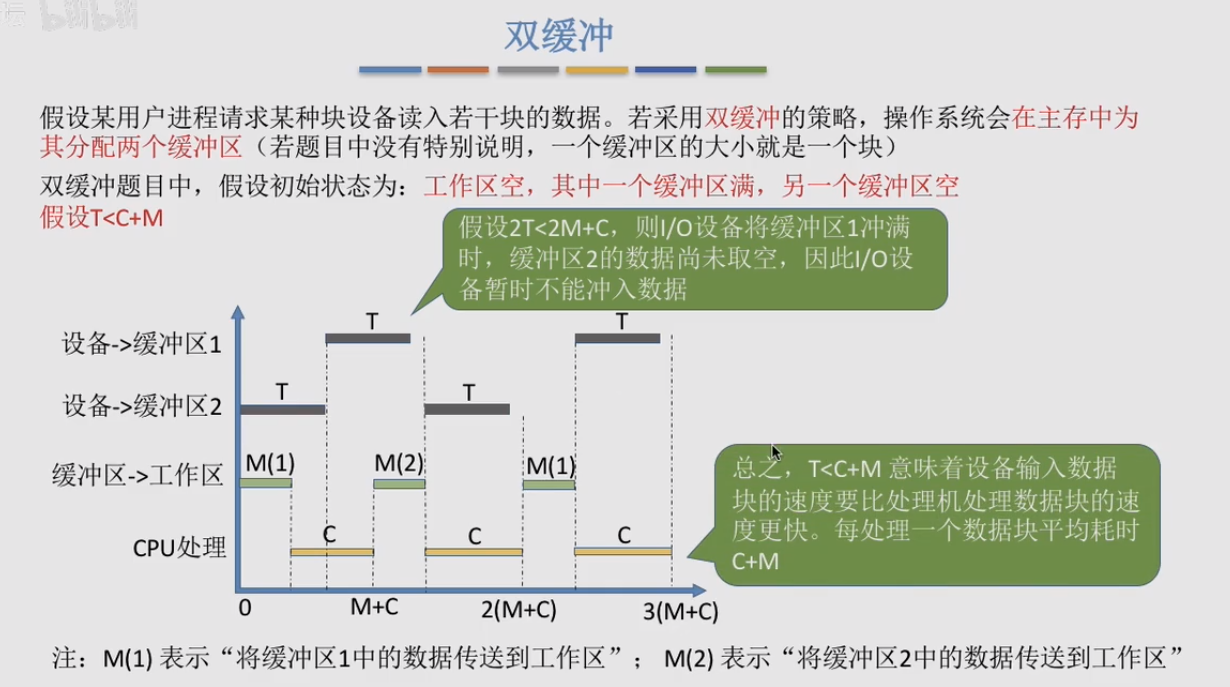 坛 bilibili
双缓冲
假设某用户进程请求某种块设备读入若干块的数据。若采用双缓冲的策略，操作系统会在主存中为
其分配两个缓冲区（若题目中没有特别说明，一个缓冲区的大小就是一个块）
双缓冲题目中，假设初始状态为：工作区空，其中一个缓冲区满，另一个缓冲区空
假设T<C+M
假设2T<2M+C，则I/O设备将缓冲区1冲满
时，缓冲区2的数据尚未取空，因此I/O设
备暂时不能冲入数据
T T
设备->缓冲区1
T T
设备->缓冲区2
M(1) M(2) M(1)
缓冲区->工作区
C C C
CPU处理
总之，T<C+M 意味着设备输入数据
块的速度要比处理机处理数据块的速
度更快。每处理一个数据块平均耗时
C+M
0 M+C 2(M+C) 3(M+C)
注：M(1) 表示“将缓冲区1中的数据传送到工作区”； M(2) 表示“将缓冲区2中的数据传送到工作区”